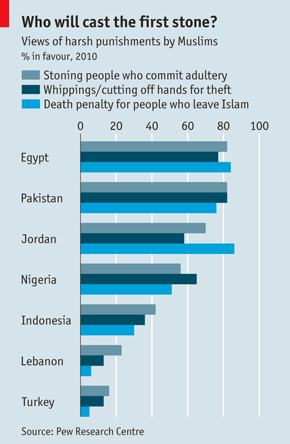 Who will cast the first stone?
Views of harsh punishments by Muslims
% in favour, 2010
Stoning people who commit adultery
Whippings/cutting off hands for theft
Death penalty for people who leave Islam
0 20 40 60 80 100
Egypt
Pakistan
Jordan
Nigeria
Indonesia
Lebanon
Turkey
Source: Pew Research Centre